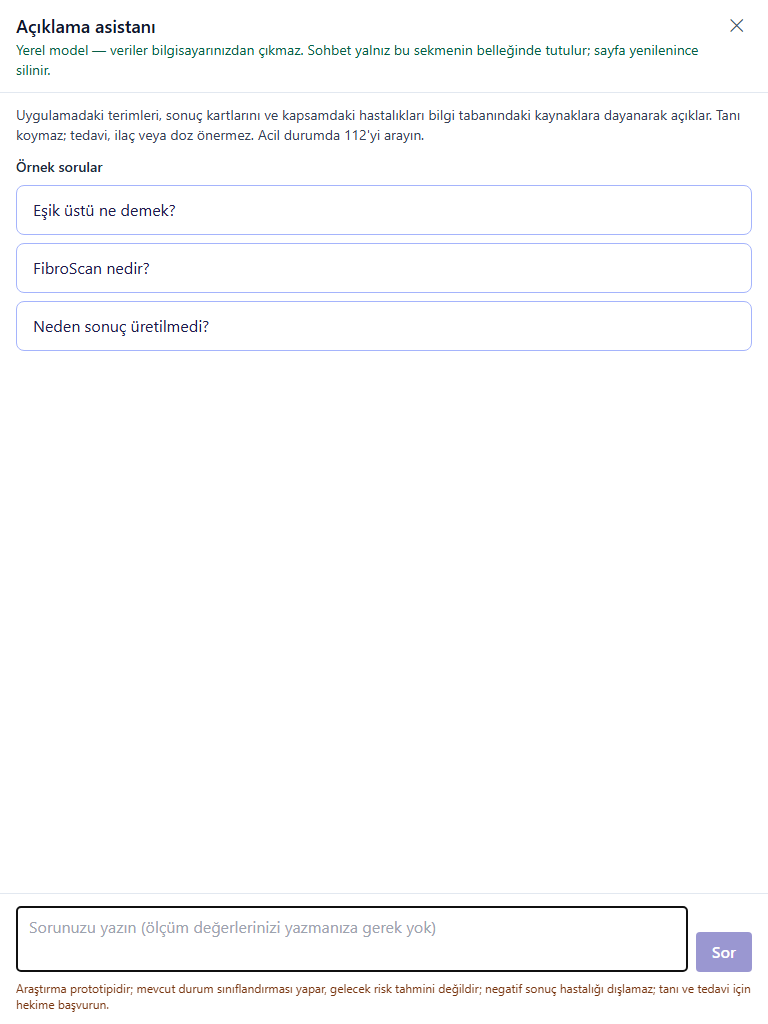 Açıklama asistanı
Yerel model — veriler bilgisayarınızdan çıkmaz. Sohbet yalnız bu sekmenin belleğinde tutulur; sayfa yenilenince
silinir.
Uygulamadaki terimleri, sonuç kartlarını ve kapsamdaki hastalıkları bilgi tabanındaki kaynaklara dayanarak açıklar. Tanı
koymaz; tedavi, ilaç veya doz önermez. Acil durumda 112'yi arayın.
Örnek sorular
Eşik üstü ne demek?
FibroScan nedir?
Neden sonuç üretilmedi?
Sorunuzu yazın (ölçüm değerlerinizi yazmanıza gerek yok)
Sor
Araştırma prototipidir; mevcut durum sınıflandırması yapar, gelecek risk tahmini değildir; negatif sonuç hastalığı dışlamaz; tanı ve tedavi için
hekime başvurun.